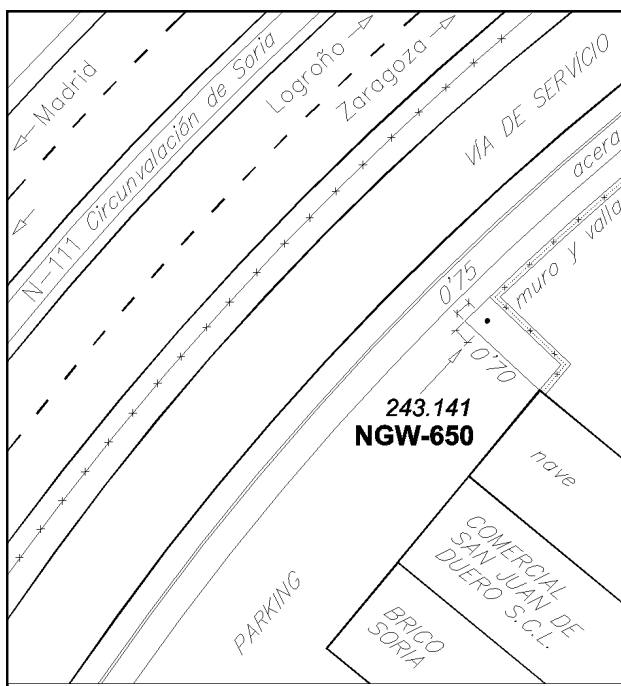 Madrid
N-111 Circunvalación de Soria
Logroño
Zaragoza
VÍA DE SERVÍCIO
acera
muro y valla
0'75
0'70
243.141
NGW-650
nave
COMERCIAL
SAN JUAN DE
DUERO S.C.L.
BRICO
SORIA
PARKING